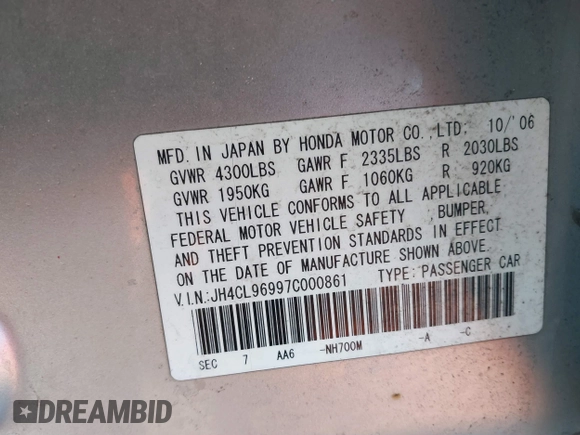 MFD. IN JAPAN BY HONDA MOTOR CO.,LTD. 10/'06
GVWR 4300LBS GAWR F 2335LBS R 2030LBS
GVWR 1950KG GAWR F 1060KG R 920KG
THIS VEHICLE CONFORMS TO ALL APPLICABLE
FEDERAL MOTOR VEHICLE SAFETY BUMPER,
AND THEFT PREVENTION STANDARDS IN EFFECT
ON THE DATE OF MANUFACTURE SHOWN ABOVE.
V.I.N:JH4CL96997C000861 TYPE: PASSENGER CAR
SEC 7 AA6 -NH700M -A -C
DREAMBID